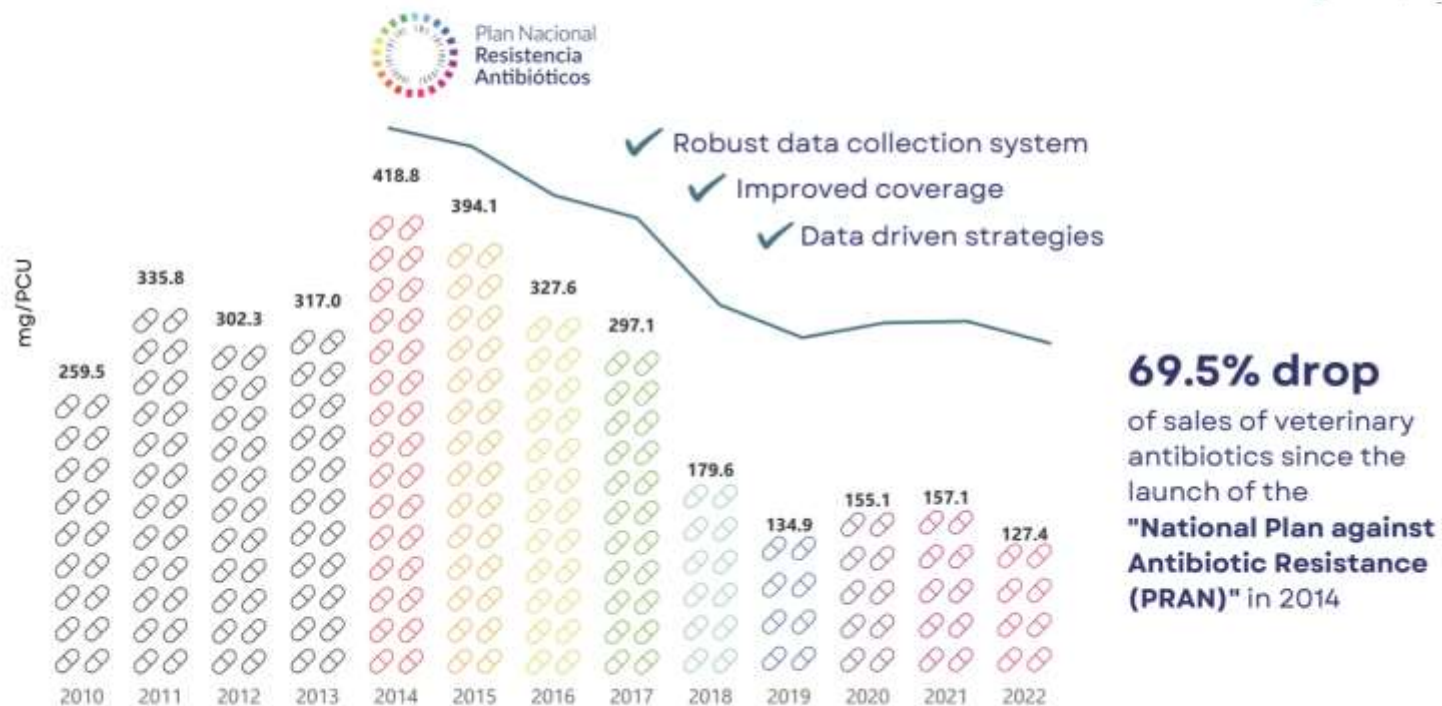 Plan Nacional
Resistencia
Antibióticos
Robust data collection system
Improved coverage
Data driven strategies
mg/PCU
259.5
335.8
302.3
317.0
418.8
394.1
327.6
297.1
179.6
134.9
155.1
157.1
127.4
2010 2011 2012 2013 2014 2015 2016 2017 2018 2019 2020 2021 2022
69.5% drop
of sales of veterinary
antibiotics since the
launch of the
"National Plan against
Antibiotic Resistance
(PRAN)" in 2014